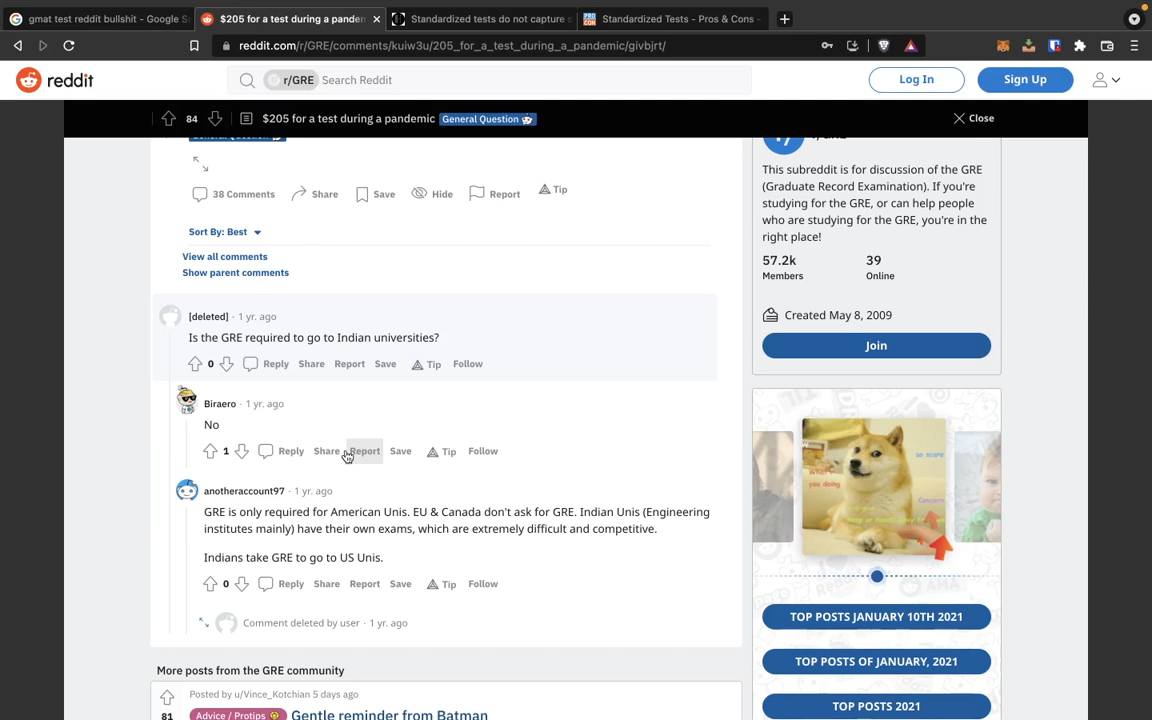 gmat test reddit bullshit - Google S
$205 for a test during a panden
Standardized tests do not capture s
PRO CON
Standardized Tests - Pros & Cons -
reddit.com/r/GRE/comments/kuiw3u/205_for_a_test_during_a_pandemic/givbjrt/
reddit
r/GRE Search Reddit
Log In
Sign Up
84
$205 for a test during a pandemic General Question
Close
38 Comments Share Save Hide Report Tip
Sort By: Best
View all comments
Show parent comments
[deleted] · 1 yr. ago
Is the GRE required to go to Indian universities?
0 Reply Share Report Save Tip Follow
Biraero · 1 yr. ago
No
1 Reply Share Report Save Tip Follow
anotheraccount97 · 1 yr. ago
GRE is only required for American Unis. EU & Canada don't ask for GRE. Indian Unis (Engineering
institutes mainly) have their own exams, which are extremely difficult and competitive.
Indians take GRE to go to US Unis.
0 Reply Share Report Save Tip Follow
Comment deleted by user · 1 yr. ago
More posts from the GRE community
Posted by u/Vince_Kotchian 5 days ago
81
Advice / Protips Gentle reminder from Batman
This subreddit is for discussion of the GRE
(Graduate Record Examination). If you're
studying for the GRE, or can help people
who are studying for the GRE, you're in the
right place!
57.2k
Members
39
Online
Created May 8, 2009
Join
so scare
you doing
Concern
TOP POSTS JANUARY 10TH 2021
TOP POSTS OF JANUARY, 2021
TOP POSTS 2021